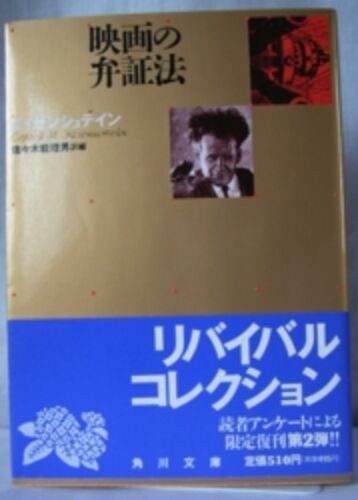 映画の
弁証法
エイゼンシュテイン
佐々木能理男訳編
リバイバル
コレクション
読者アンケートによる
限定復刊第2弾!!
角川文庫
定価510円